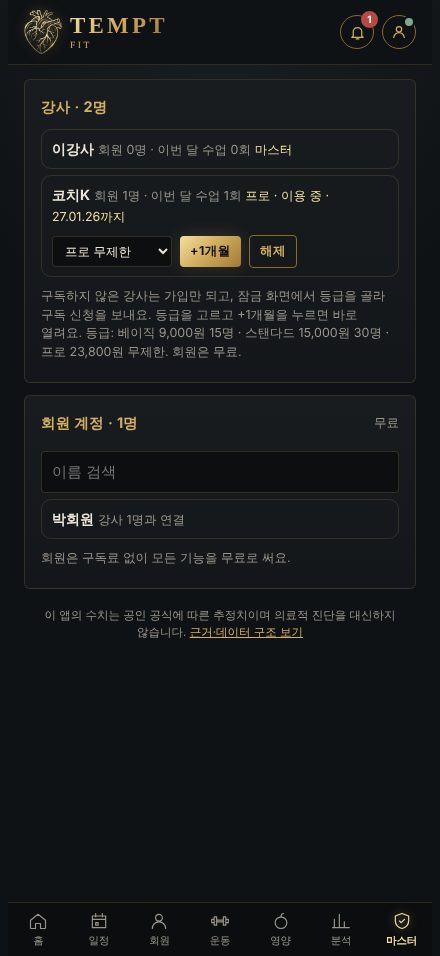 TEMPT
FIT
1
강사 · 2명
이강사 회원 0명 · 이번 달 수업 0회 마스터
코치K 회원 1명 · 이번 달 수업 1회 프로 · 이용 중 ·
27.01.26까지
프로 무제한 +1개월 해제
구독하지 않은 강사는 가입만 되고, 잠금 화면에서 등급을 골라
구독 신청을 보내요. 등급을 고르고 +1개월을 누르면 바로
열려요. 등급: 베이직 9,000원 15명 · 스탠다드 15,000원 30명 ·
프로 23,800원 무제한. 회원은 무료.
회원 계정 · 1명 무료
이름 검색
박회원 강사 1명과 연결
회원은 구독료 없이 모든 기능을 무료로 써요.
이 앱의 수치는 공인 공식에 따른 추정치이며 의료적 진단을 대신하지
않습니다. 근거·데이터 구조 보기
홈 일정 회원 운동 영양 분석 마스터